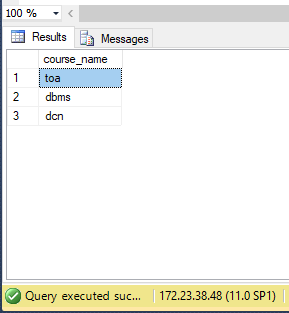 100 %
Results Messages
course_name
1 toa
2 dbms
3 dcn
Query executed suc... 172.23.38.48 (11.0 SP1)